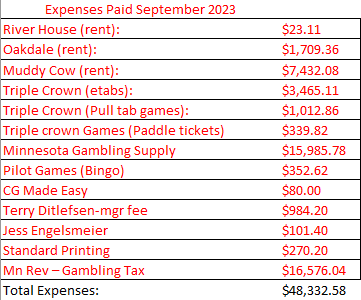 Expenses Paid September 2023
River House (rent): $23.11
Oakdale (rent): $1,709.36
Muddy Cow (rent): $7,432.08
Triple Crown (etabs): $3,465.11
Triple Crown (Pull tab games): $1,012.86
Triple crown Games (Paddle tickets) $339.82
Minnesota Gambling Supply $15,985.78
Pilot Games (Bingo) $352.62
CG Made Easy $80.00
Terry Ditlefsen-mgr fee $984.20
Jess Engelsmeier $101.40
Standard Printing $270.20
Mn Rev – Gambling Tax $16,576.04
Total Expenses: $48,332.58